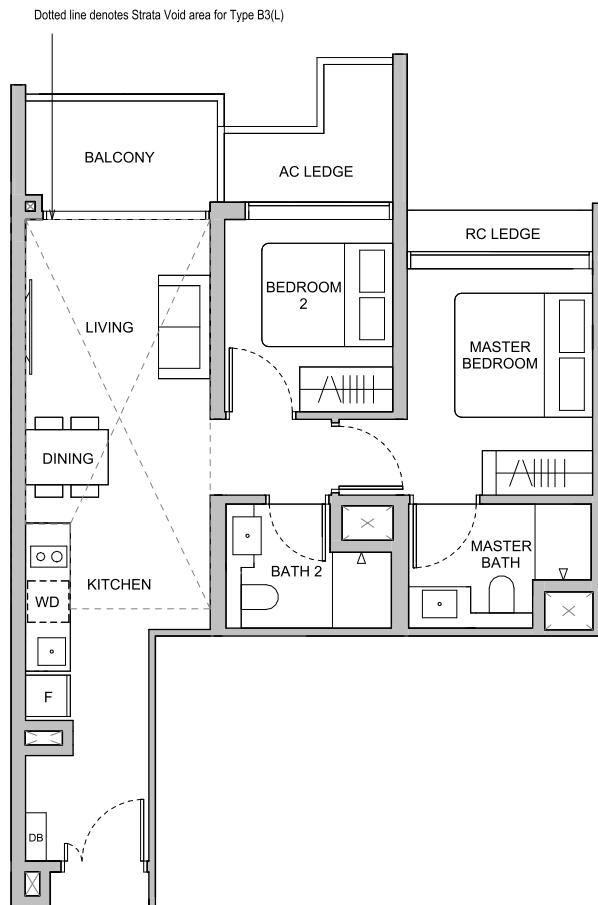 Dotted line denotes Strata Void area for Type B3(L)
BALCONY
AC LEDGE
RC LEDGE
BEDROOM
2
LIVING
MASTER
BEDROOM
DINING
KITCHEN
BATH 2
MASTER
BATH
WD
F
DB